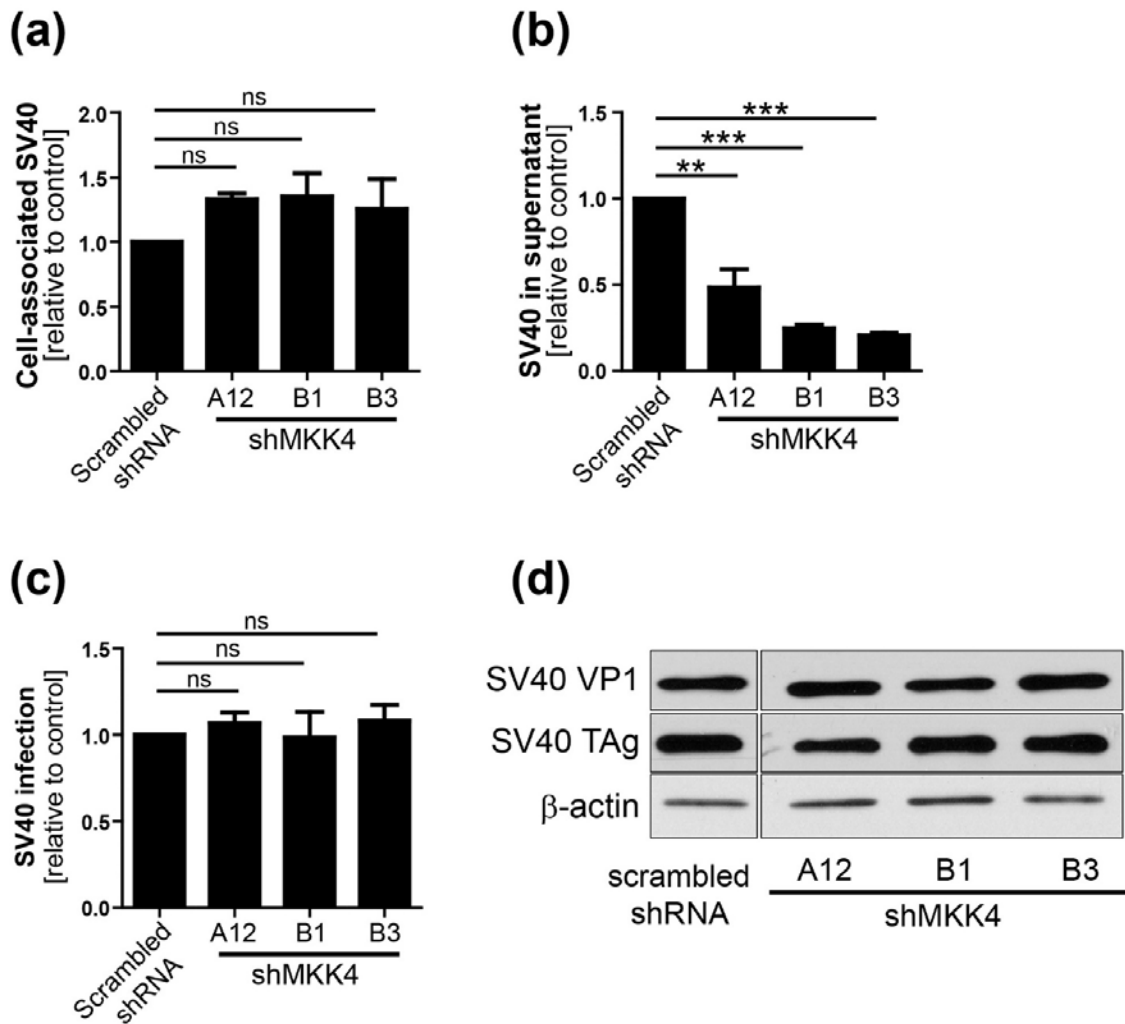 (a)
Cell-associated SV40
[relative to control]
2.0
1.5
1.0
0.5
0.0
ns
ns
ns
Scrambled
shRNA
A12 B1 B3
shMKK4
(b)
SV40 in supernatant
[relative to control]
1.5
1.0
0.5
0.0
***
***
**
Scrambled
shRNA
A12 B1 B3
shMKK4
(c)
SV40 infection
[relative to control]
1.5
1.0
0.5
0.0
ns
ns
ns
Scrambled
shRNA
A12 B1 B3
shMKK4
(d)
SV40 VP1
SV40 TAg
β-actin
scrambled
shRNA
A12 B1 B3
shMKK4